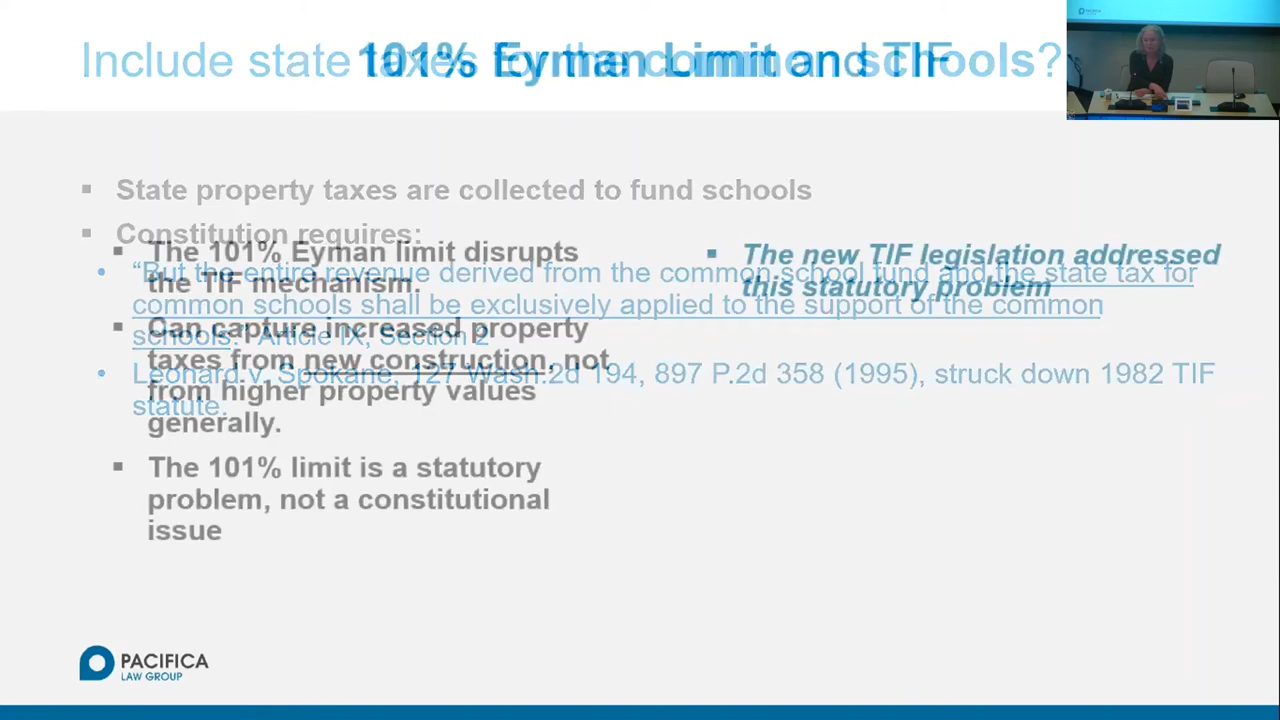 Include state taxes for the common schools?
101% Eyman Limit and TIF
▪ State property taxes are collected to fund schools
▪ Constitution requires:
• “But the entire revenue derived from the common school fund and the state tax for
common schools shall be exclusively applied to the support of the common
schools.” Article IX, Section 2
• Leonard v. Spokane, 127 Wash.2d 194, 897 P.2d 358 (1995), struck down 1982 TIF
statute.
▪ The 101% Eyman limit disrupts
the TIF mechanism.
▪ Can capture increased property
taxes from new construction, not
from higher property values
generally.
▪ The 101% limit is a statutory
problem, not a constitutional
issue
▪ The new TIF legislation addressed
this statutory problem
PACIFICA
LAW GROUP
PACIFICA